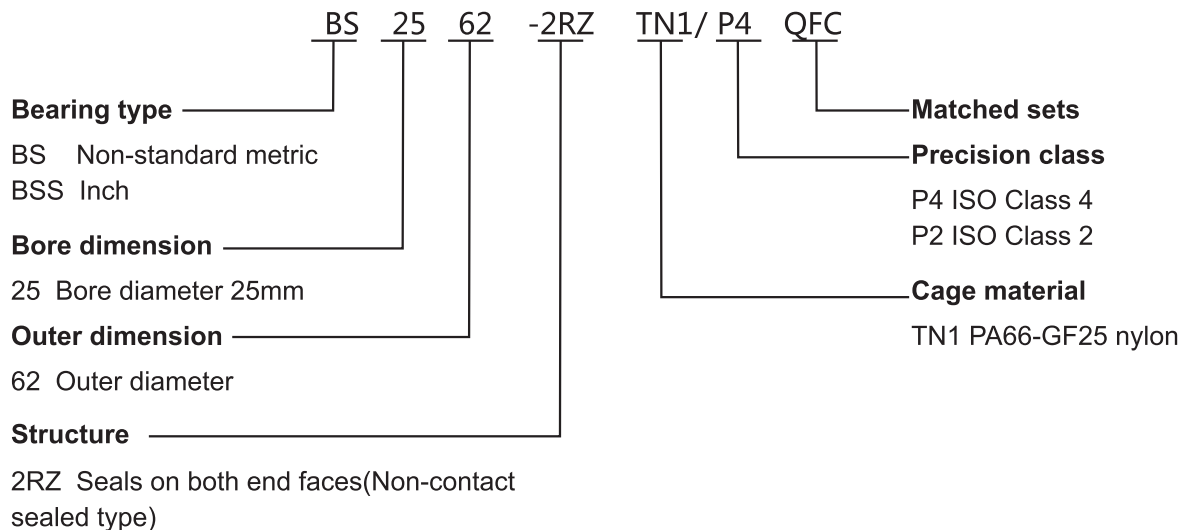 BS 25 62 -2RZ TN1/ P4 QFC
Bearing type
BS Non-standard metric
BSS Inch
Bore dimension
25 Bore diameter 25mm
Outer dimension
62 Outer diameter
Structure
2RZ Seals on both end faces(Non-contact
sealed type)
Matched sets
Precision class
P4 ISO Class 4
P2 ISO Class 2
Cage material
TN1 PA66-GF25 nylon